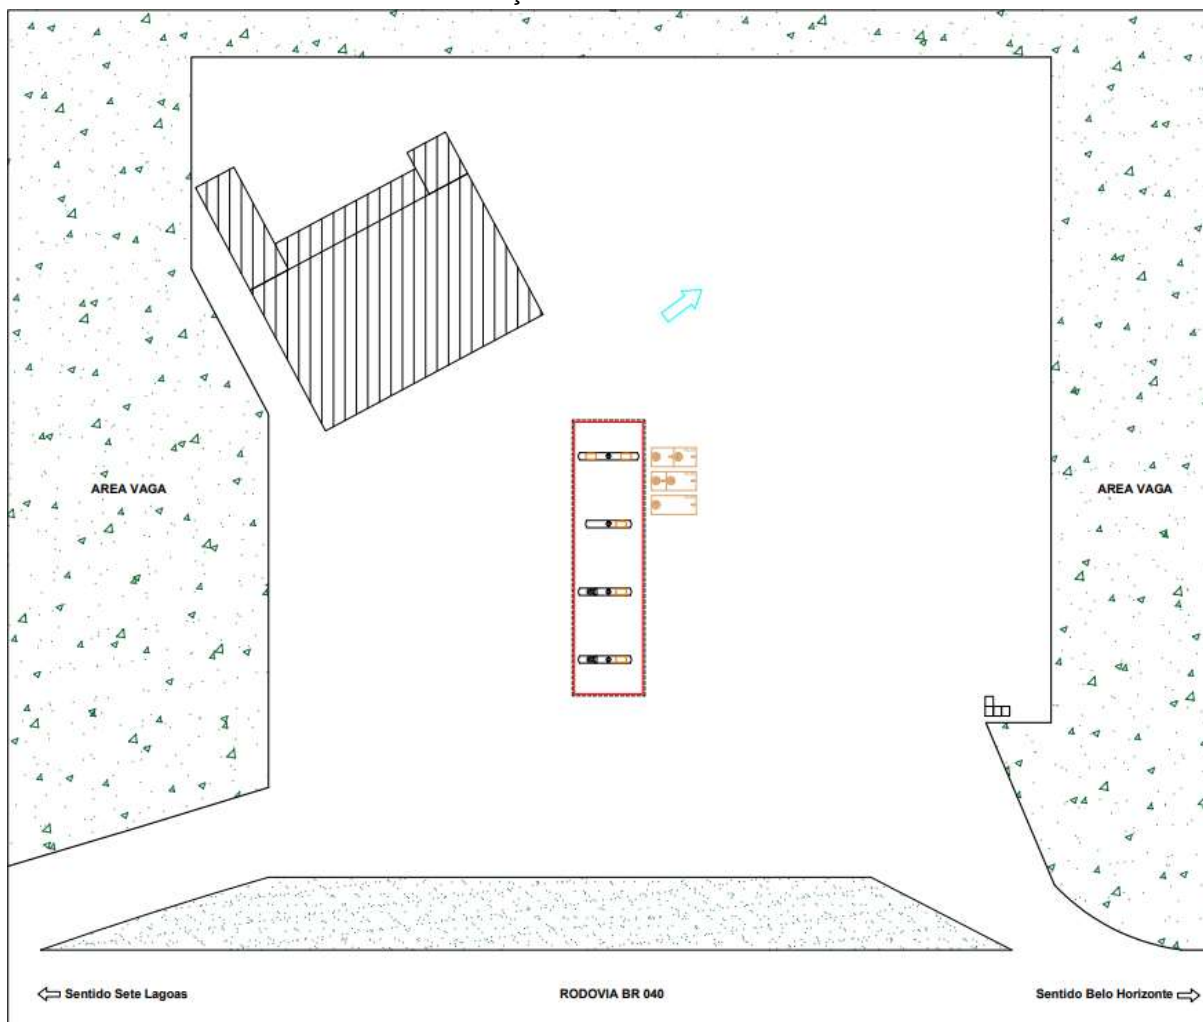 AREA VAGA
AREA VAGA
Sentido Sete Lagoas
RODOVIA BR 040
Sentido Belo Horizonte